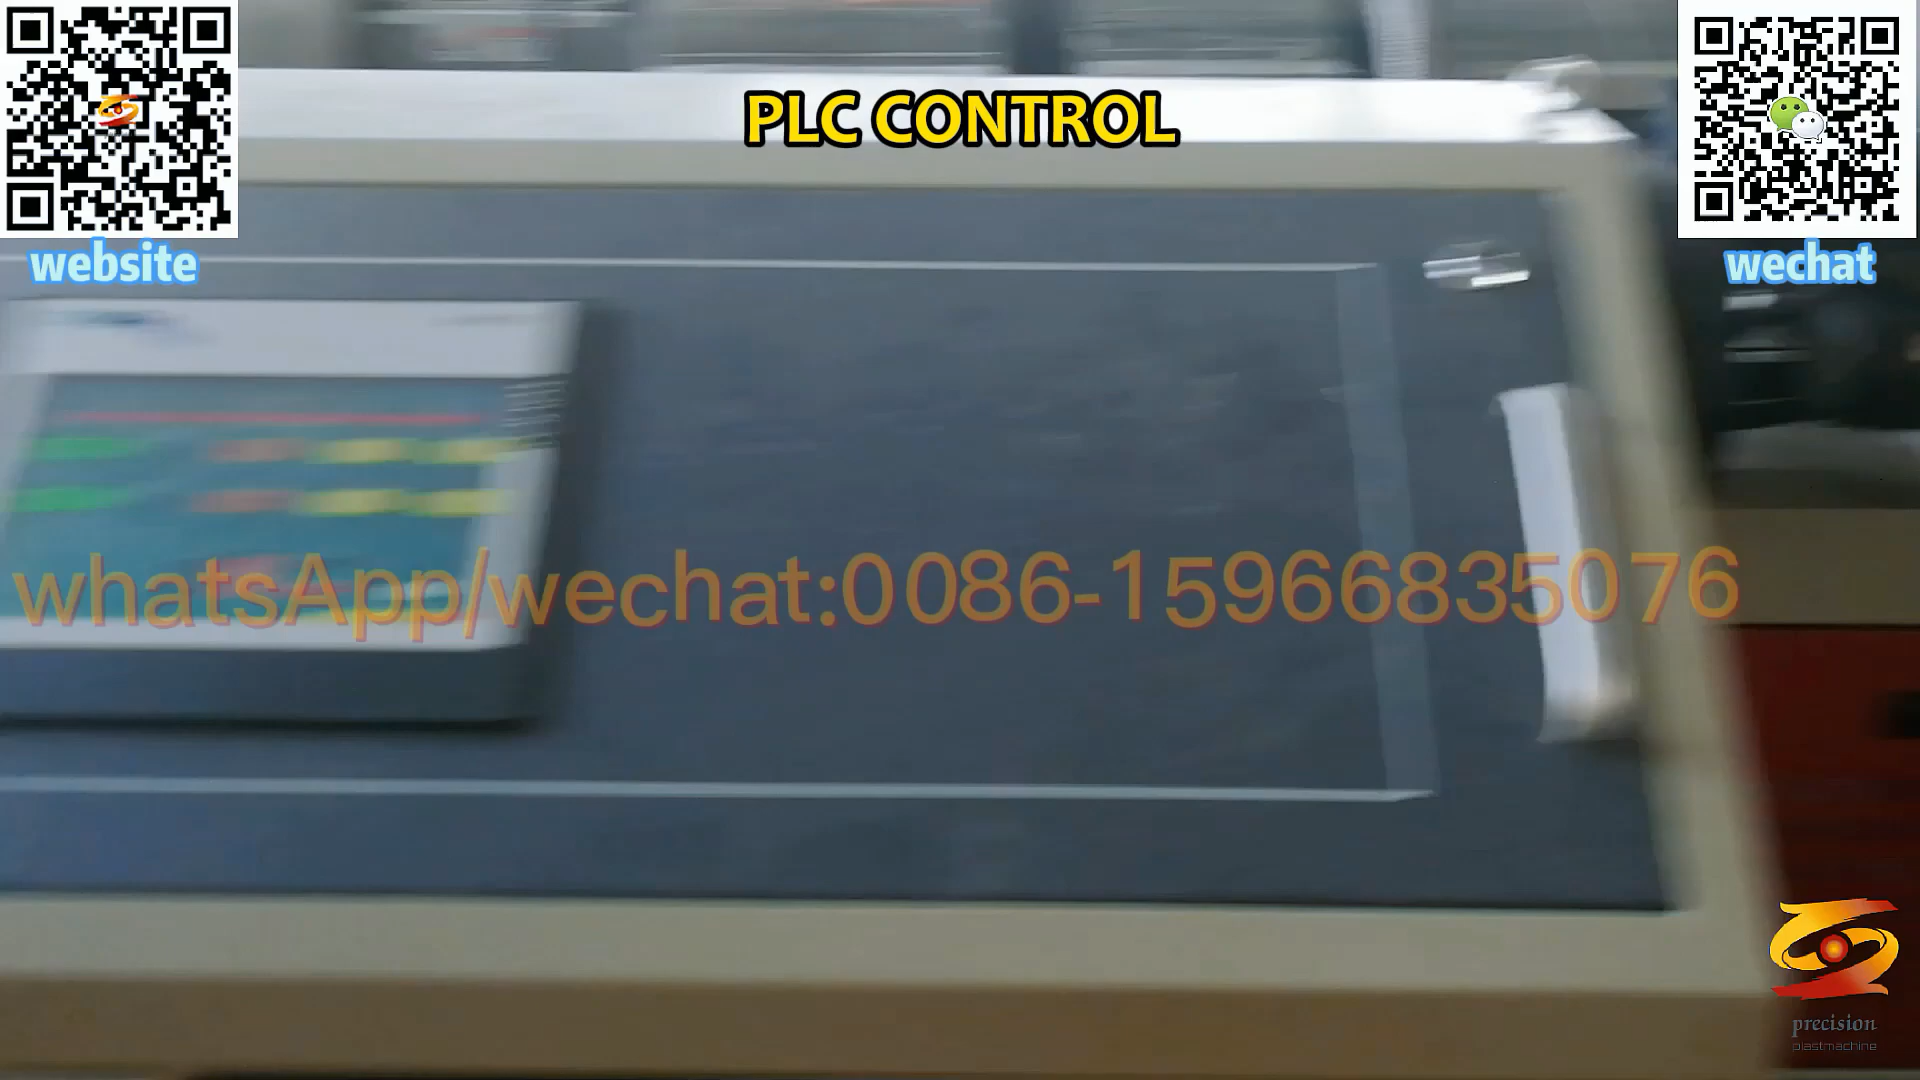 PLC CONTROL
website
wechat
whatsApp/wechat:0086-15966835076
precision
plastmachine